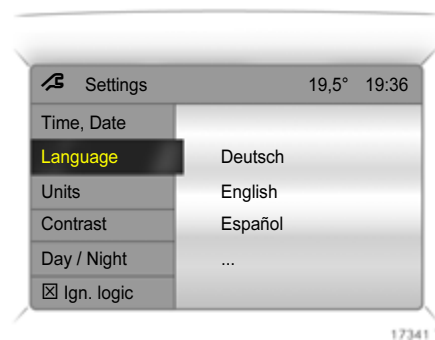 Settings 19,5° 19:36
Time, Date
Language Deutsch
Units English
Contrast Español
Day / Night ...
☒ Ign. logic
17341